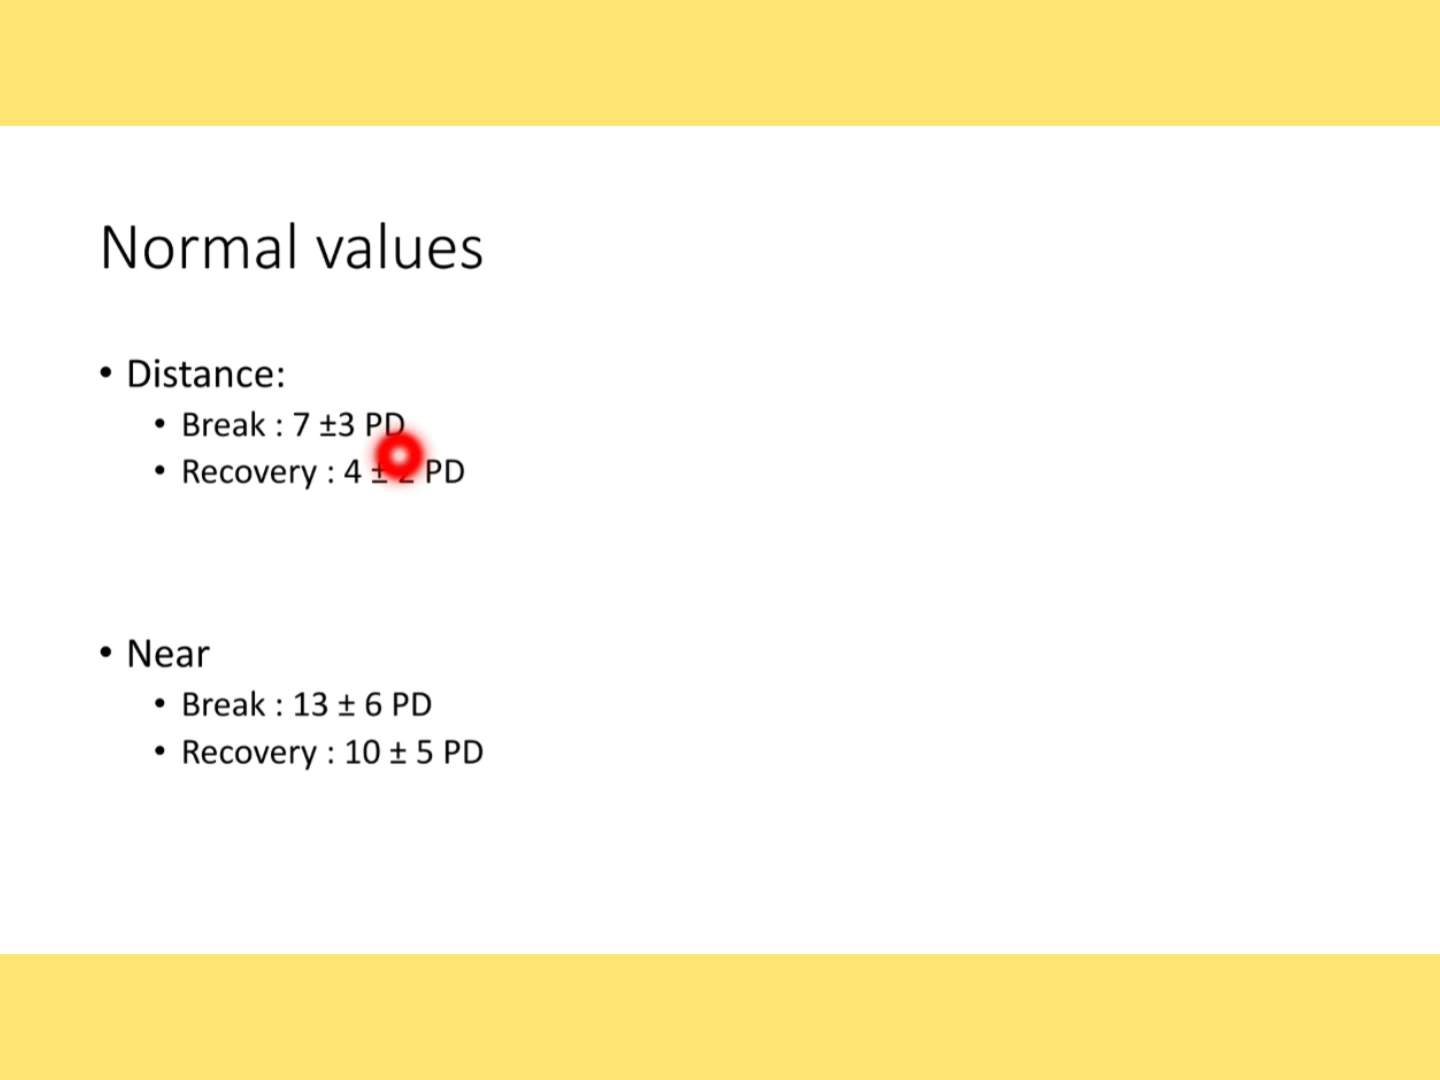 Normal values
• Distance:
• Break : 7 ±3 PD
• Recovery : 4 ± 2 PD
• Near
• Break : 13 ± 6 PD
• Recovery : 10 ± 5 PD